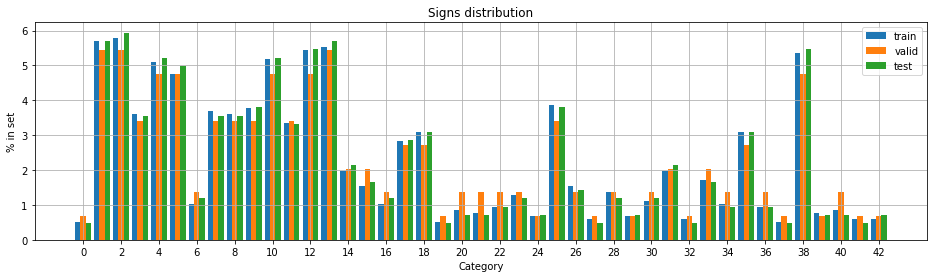 Signs distribution
% in set
6
5
4
3
2
1
0
train
valid
test
0 2 4 6 8 10 12 14 16 18 20 22 24 26 28 30 32 34 36 38 40 42
Category